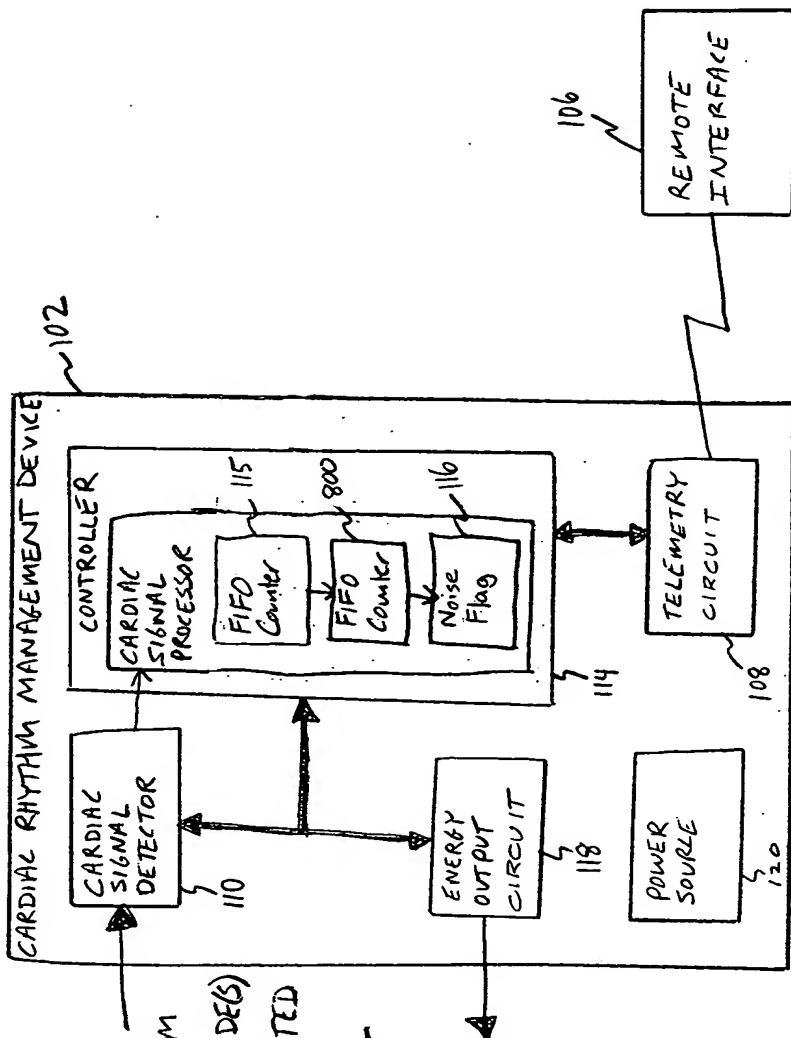 CARDIAC RHYTHM MANAGEMENT DEVICE
102
CONTROLLER
CARDIAC
SIGNAL
PROCESSOR
FIFO
Counter
115
FIFO
Counter
800
Noise
Flag
116
114
CARDIAC
SIGNAL
DETECTOR
110
ENERGY
OUTPUT
CIRCUIT
118
POWER
SOURCE
120
TELEMETRY
CIRCUIT
108
REMOTE
INTERFACE
106
M
DE(S)
TED